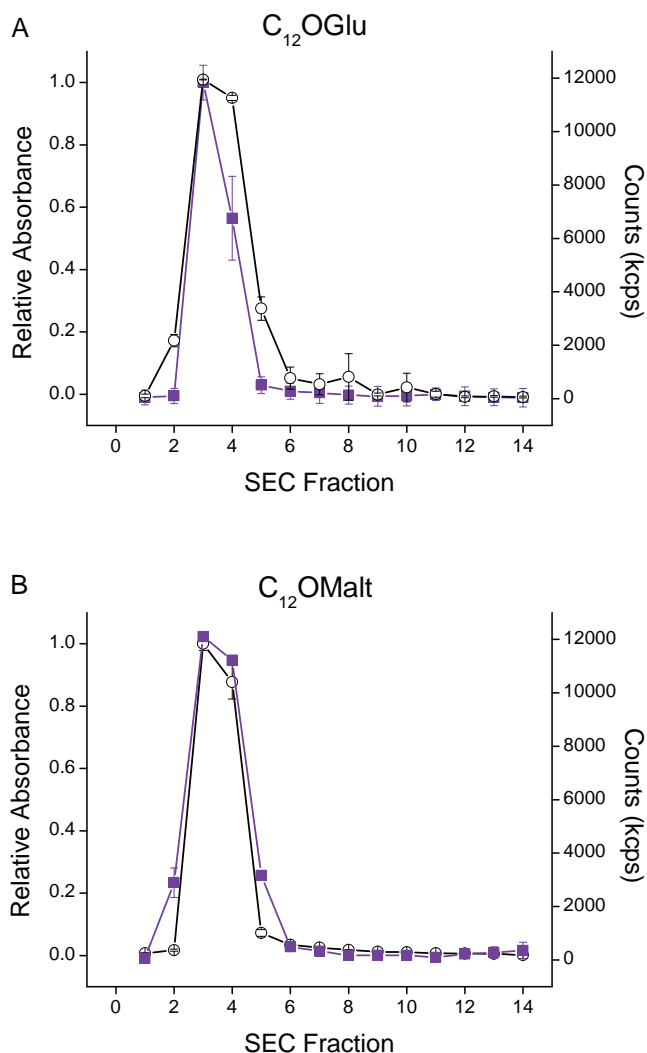 A
C₁₂OGlu
Relative Absorbance
1.0
0.8
0.6
0.4
0.2
0.0
12000
10000
8000
6000
4000
2000
0
Counts (kcps)
0 2 4 6 8 10 12 14
SEC Fraction
B
C₁₂OMalt
Relative Absorbance
1.0
0.8
0.6
0.4
0.2
0.0
12000
10000
8000
6000
4000
2000
0
Counts (kcps)
0 2 4 6 8 10 12 14
SEC Fraction